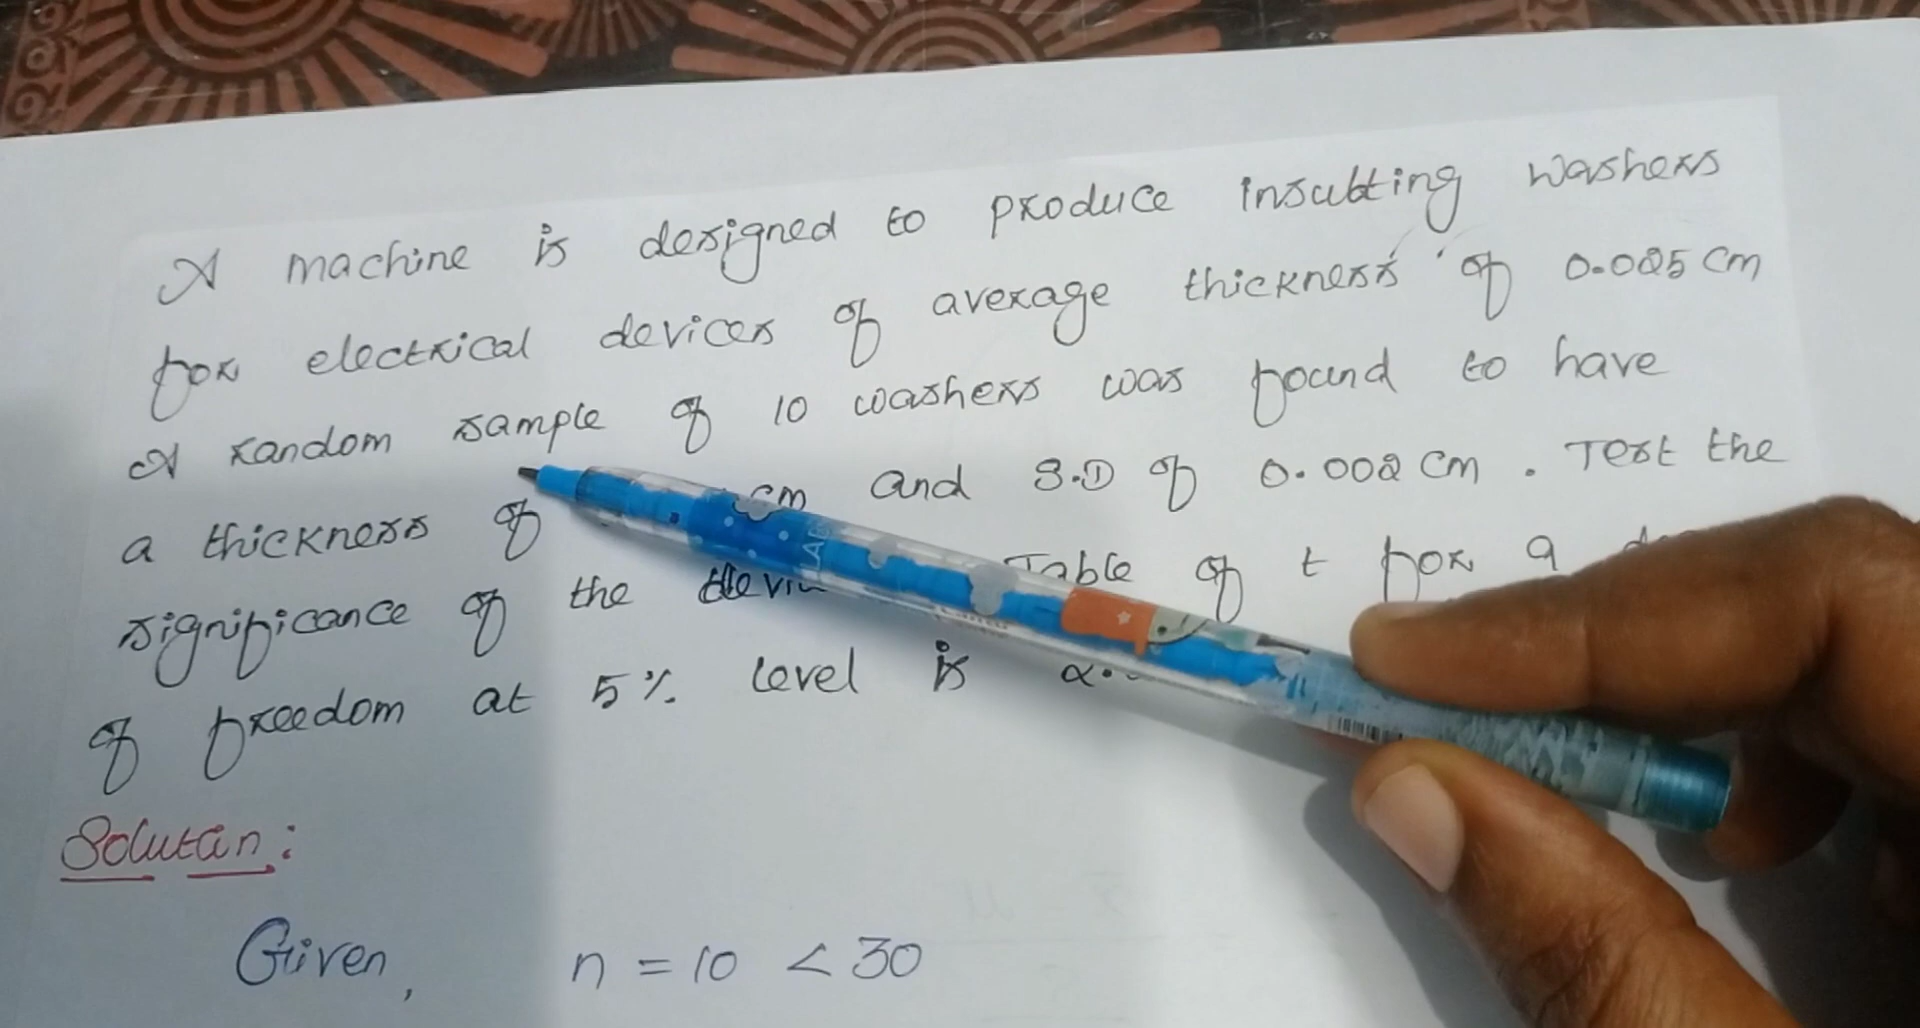 A machine is designed to produce insulting washers
for electrical devices of average thickness of 0.025 cm
A random sample of 10 washers was found to have
a thickness of cm and S.D of 0.002 cm . Test the
significance of the Table of t for 9
of freedom at 5% level is
Solution:
Given, n = 10 < 30